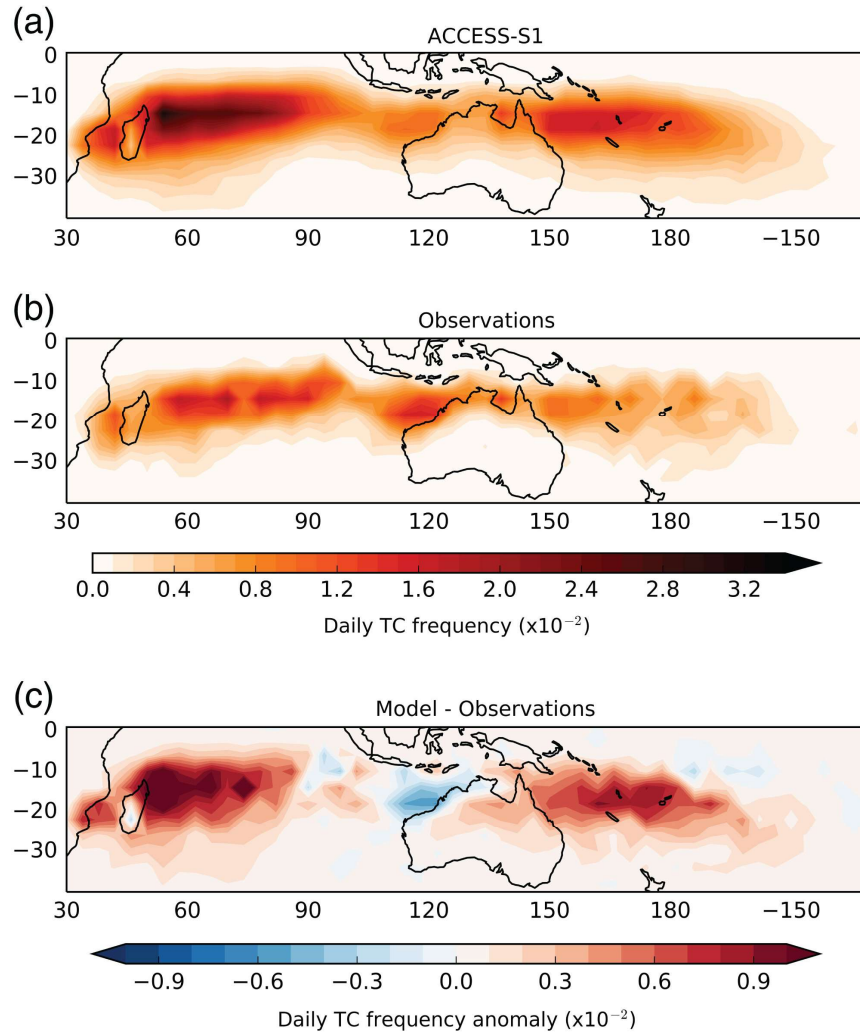 (a)
ACCESS-S1
0
−10
−20
−30
30 60 90 120 150 180 −150
(b)
Observations
0
−10
−20
−30
30 60 90 120 150 180 −150
0.0 0.4 0.8 1.2 1.6 2.0 2.4 2.8 3.2
Daily TC frequency (x10⁻²)
(c)
Model - Observations
0
−10
−20
−30
30 60 90 120 150 180 −150
−0.9 −0.6 −0.3 0.0 0.3 0.6 0.9
Daily TC frequency anomaly (x10⁻²)